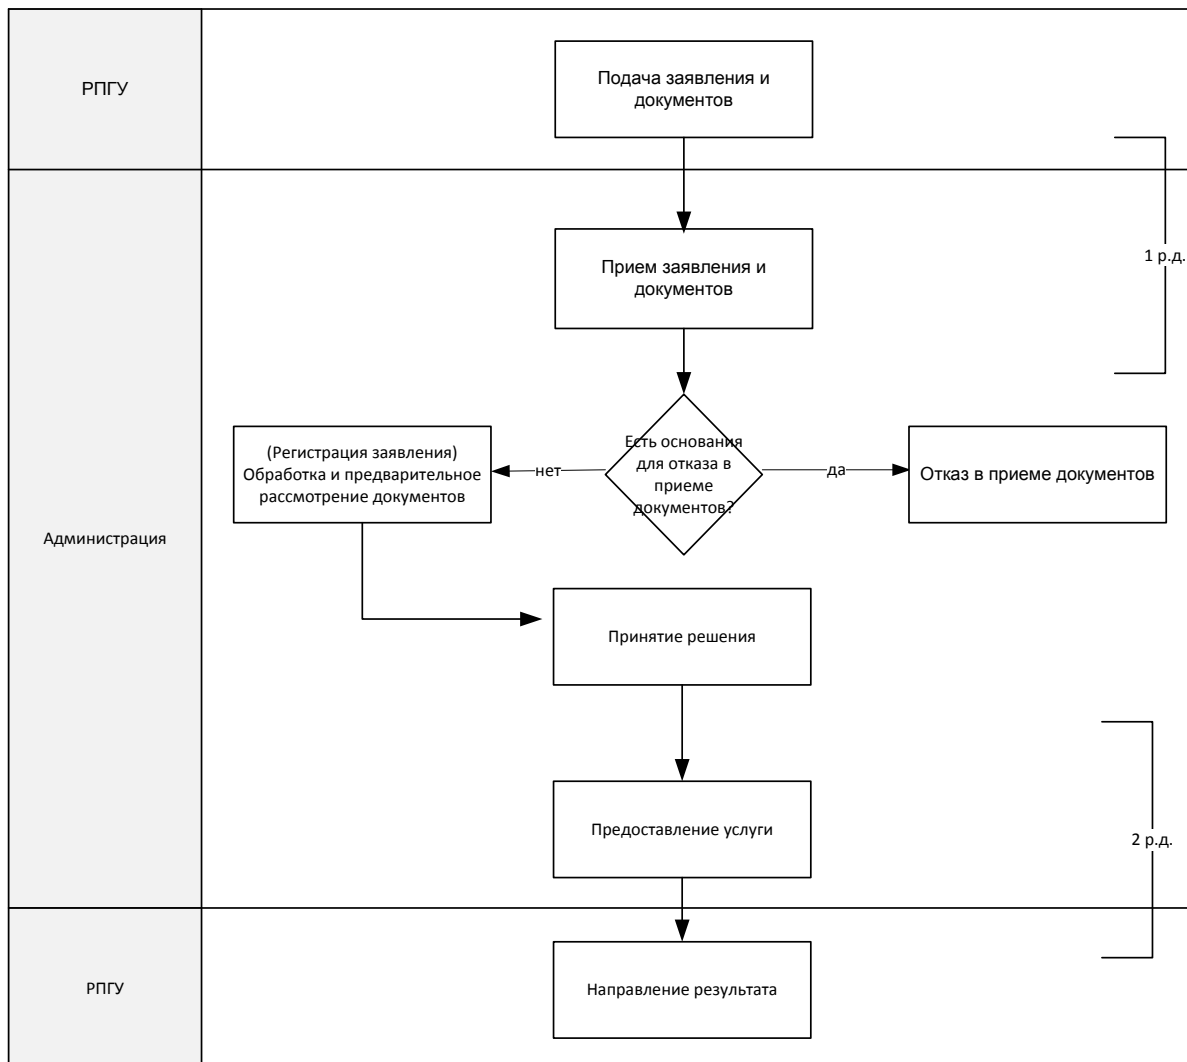 РПГУ
Подача заявления и
документов
Прием заявления и
документов
1 р.д.
Администрация
(Регистрация заявления)
Обработка и предварительное
рассмотрение документов
нет
Есть основания
для отказа в
приеме
документов?
да
Отказ в приеме документов
Принятие решения
Предоставление услуги
2 р.д.
РПГУ
Направление результата